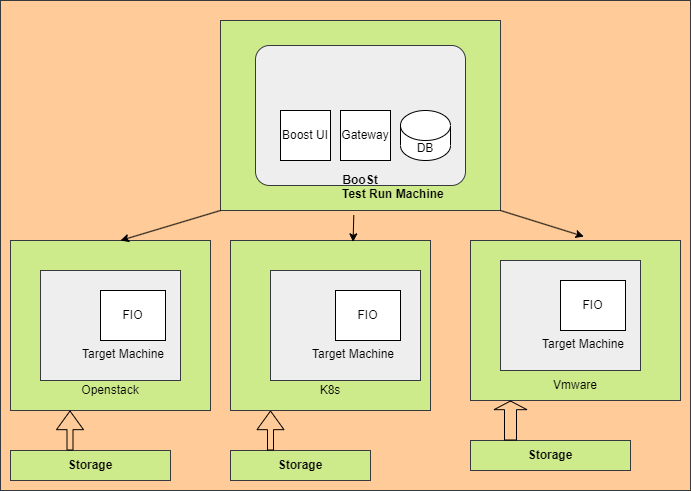 Boost UI
Gateway
DB
BooSt
Test Run Machine
FIO
Target Machine
Openstack
FIO
Target Machine
K8s
FIO
Target Machine
Vmware
Storage
Storage
Storage